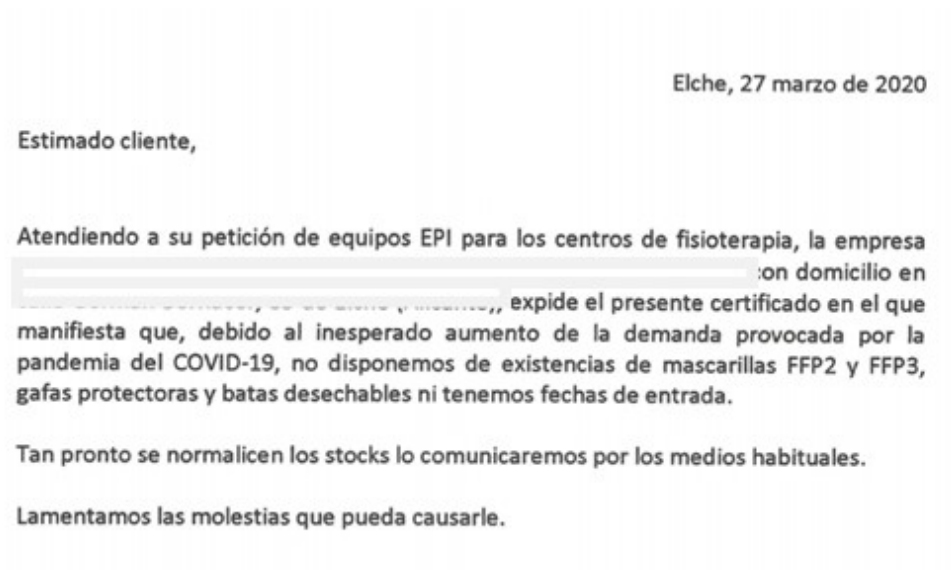 Elche, 27 marzo de 2020
Estimado cliente,
Atendiendo a su petición de equipos EPI para los centros de fisioterapia, la empresa
con domicilio en
expide el presente certificado en el que
manifiesta que, debido al inesperado aumento de la demanda provocada por la
pandemia del COVID-19, no disponemos de existencias de mascarillas FFP2 y FFP3,
gafas protectoras y batas desechables ni tenemos fechas de entrada.
Tan pronto se normalicen los stocks lo comunicaremos por los medios habituales.
Lamentamos las molestias que pueda causarle.